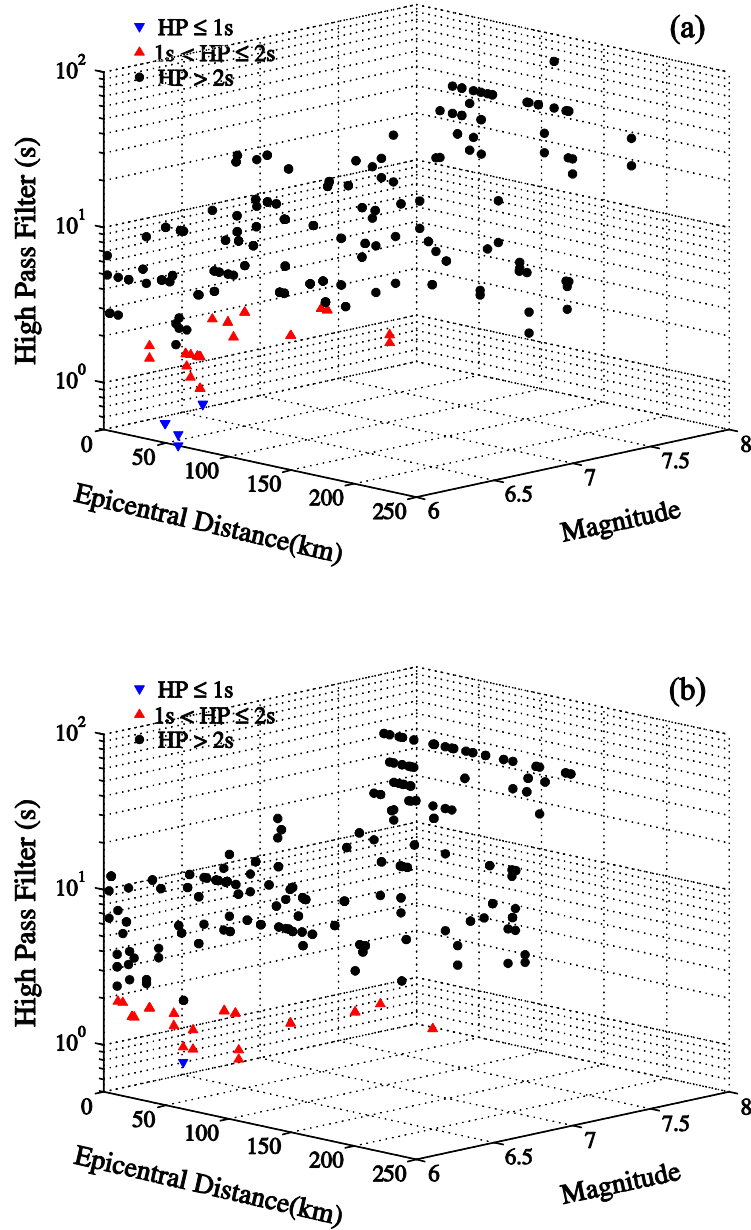 (a)
HP ≤ 1s
1s < HP ≤ 2s
HP > 2s
High Pass Filter (s)
10²
10¹
10⁰
0
50
100
150
200
250
Epicentral Distance(km)
6
6.5
7
7.5
8
Magnitude
(b)
HP ≤ 1s
1s < HP ≤ 2s
HP > 2s
High Pass Filter (s)
10²
10¹
10⁰
0
50
100
150
200
250
Epicentral Distance(km)
6
6.5
7
7.5
8
Magnitude